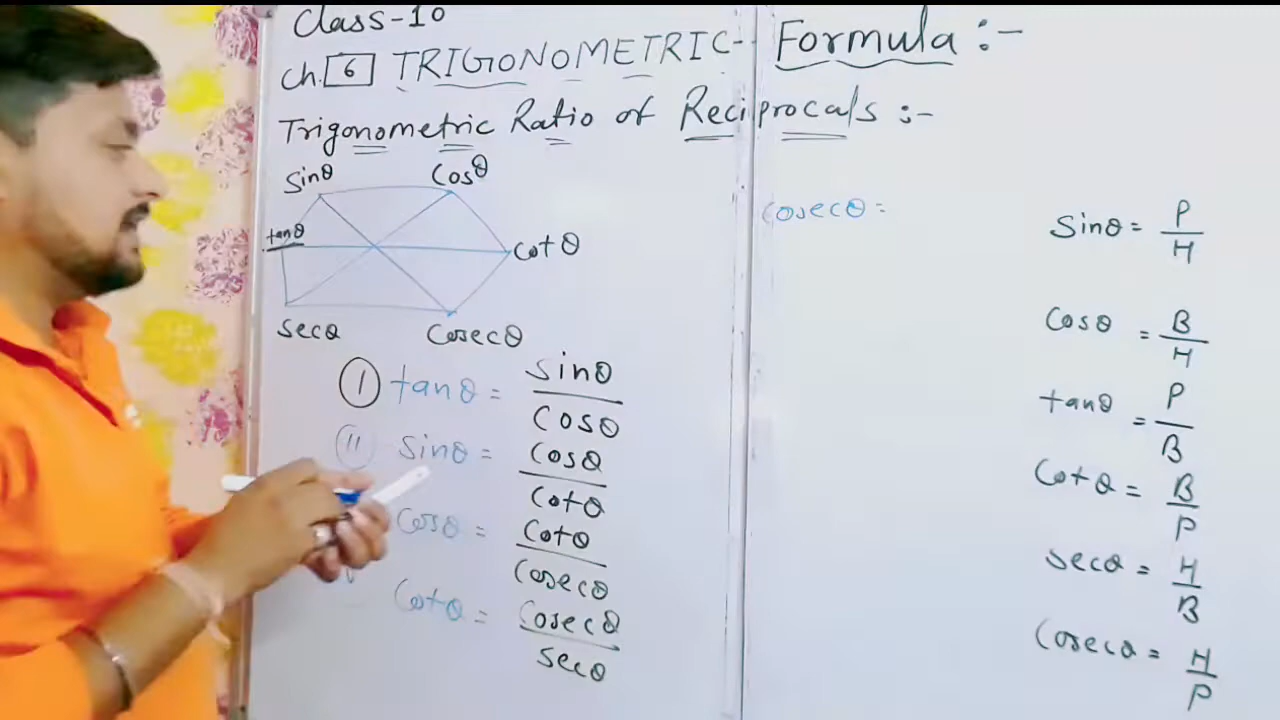 Class-10
Ch. 6 TRIGONOMETRIC- Formula :-
Trigonometric Ratio of Reciprocals :-
Sinθ Cosθ
tanθ Cotθ
Secθ Cosecθ
I tanθ = Sinθ / Cosθ
II Sinθ = Cosθ / Cotθ
Cosθ = Cotθ / Cosecθ
Cotθ = Cosecθ / Secθ
Cosecθ =
Sinθ = P / H
Cosθ = B / H
tanθ = P / B
Cotθ = B / P
Secθ = H / B
Cosecθ = H / P